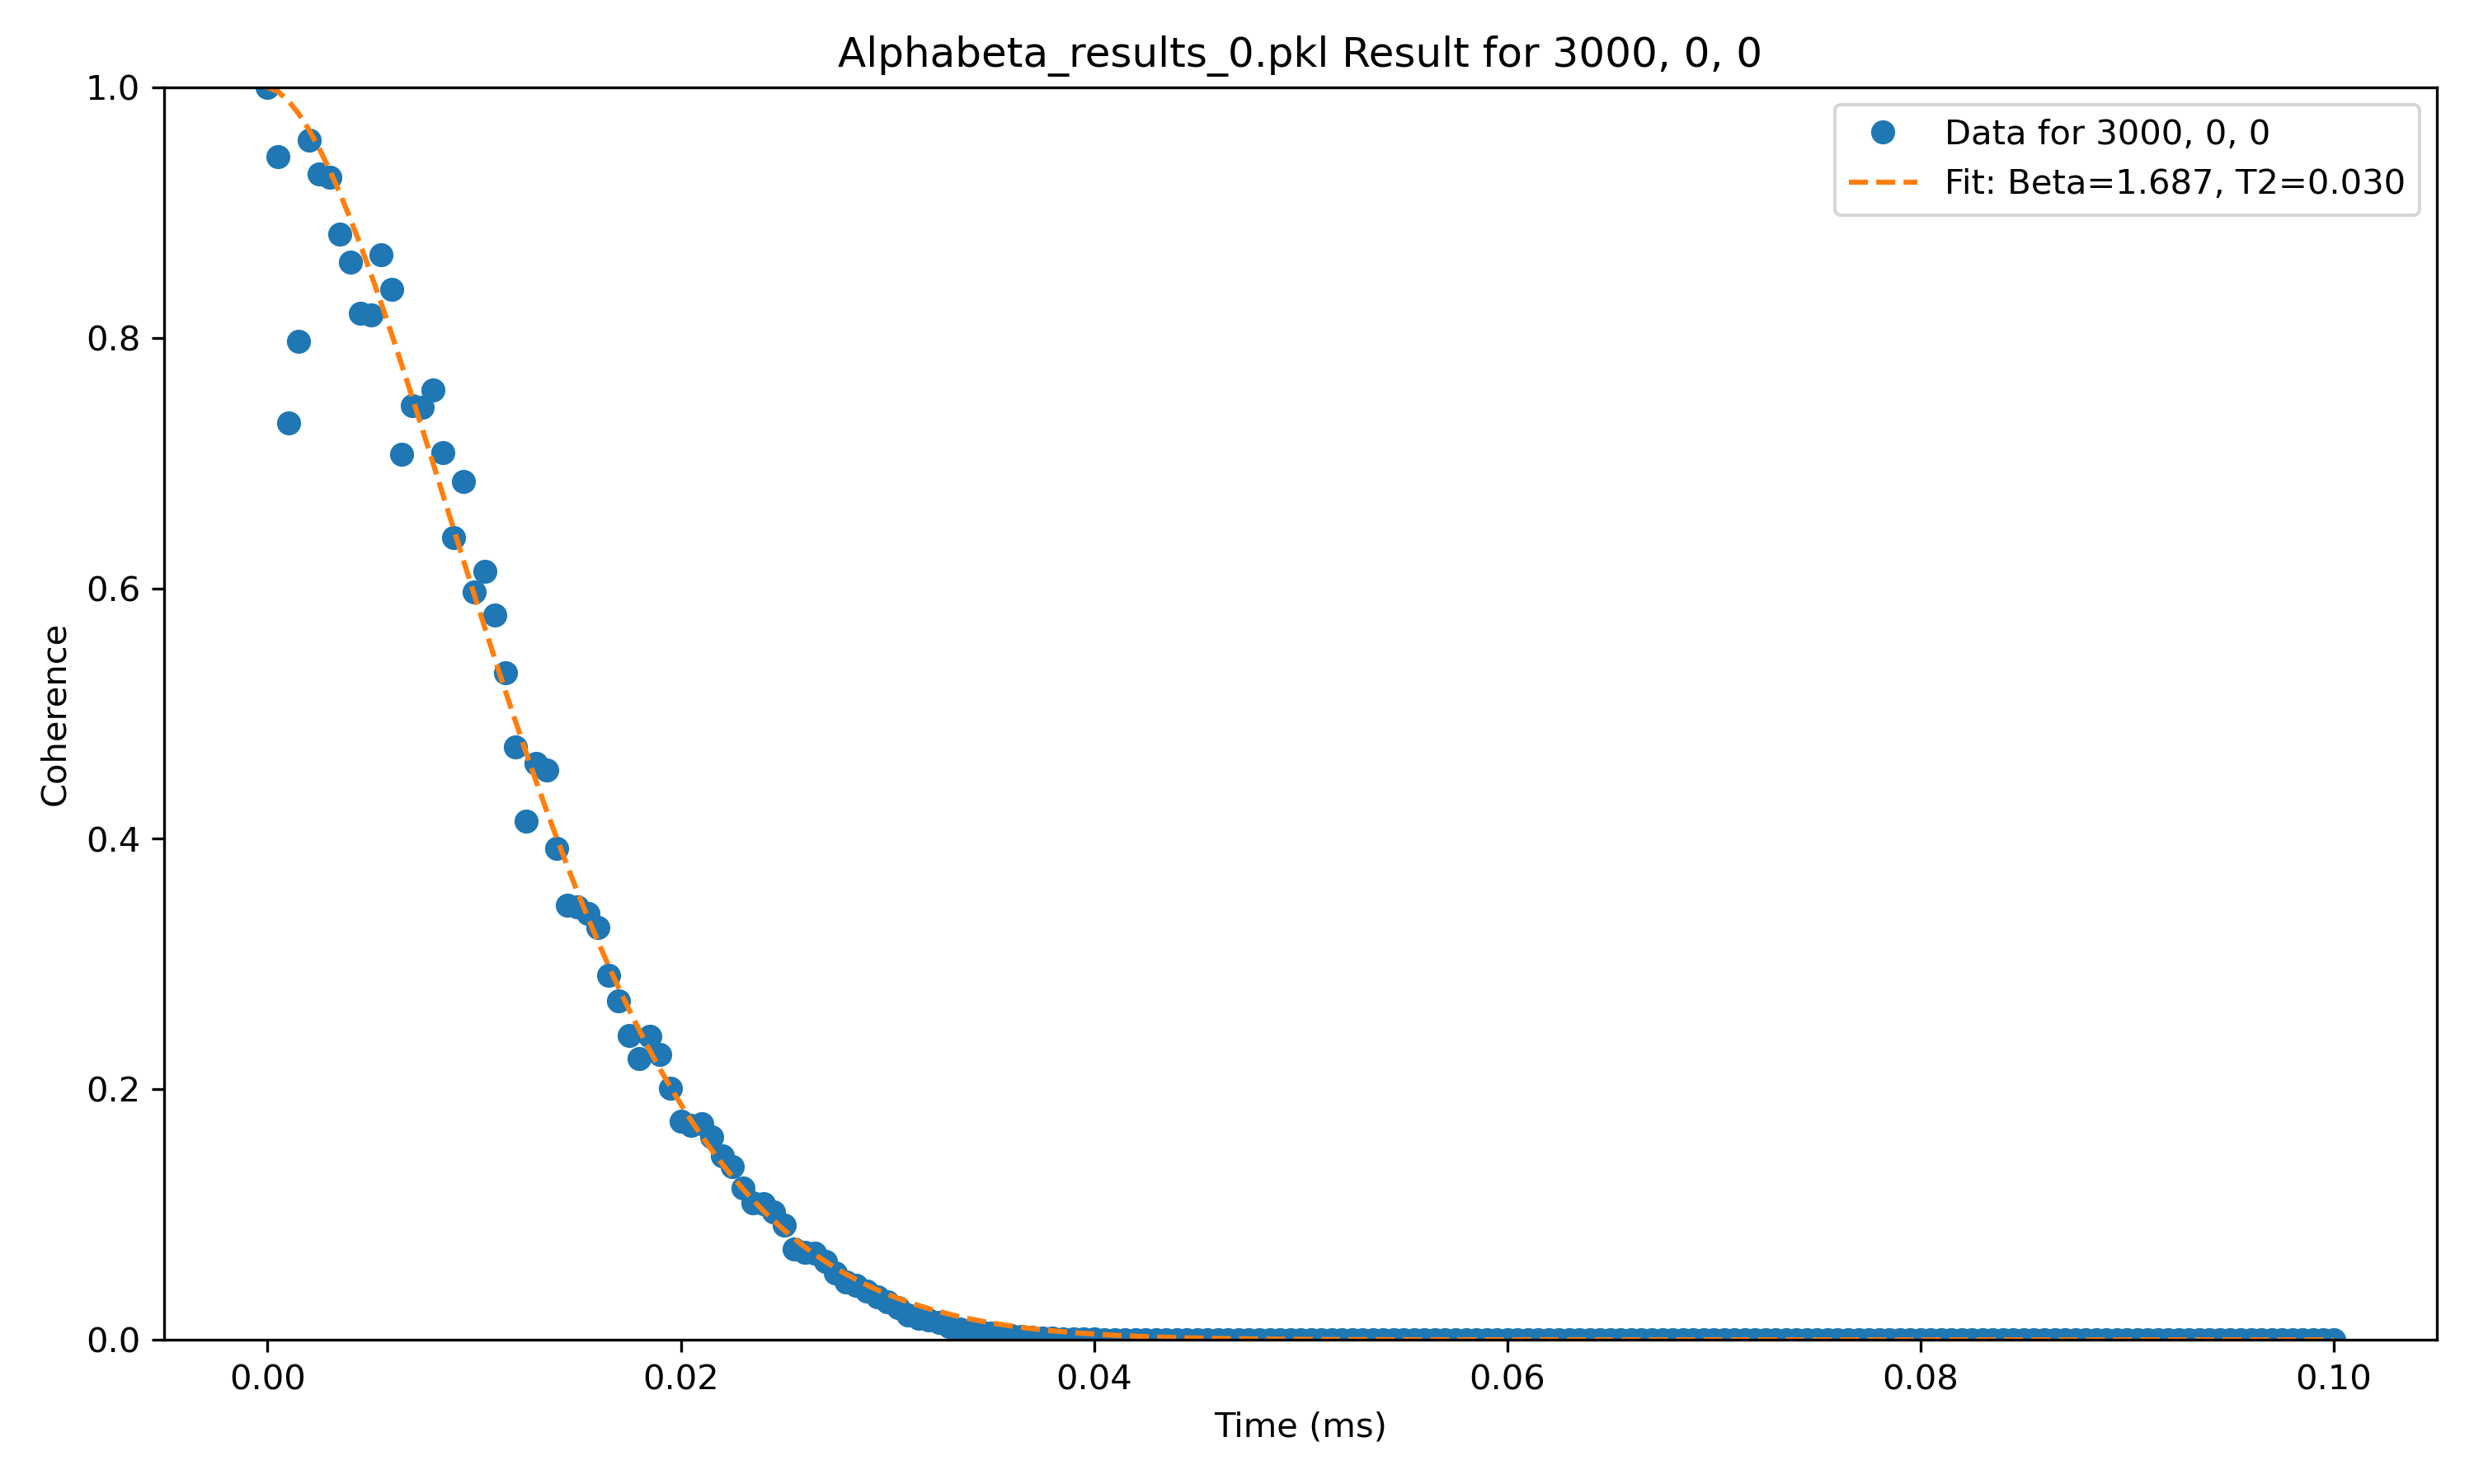 Alphabeta_results_0.pkl Result for 3000, 0, 0
Data for 3000, 0, 0
Fit: Beta=1.687, T2=0.030
Coherence
1.0
0.8
0.6
0.4
0.2
0.0
0.00 0.02 0.04 0.06 0.08 0.10
Time (ms)